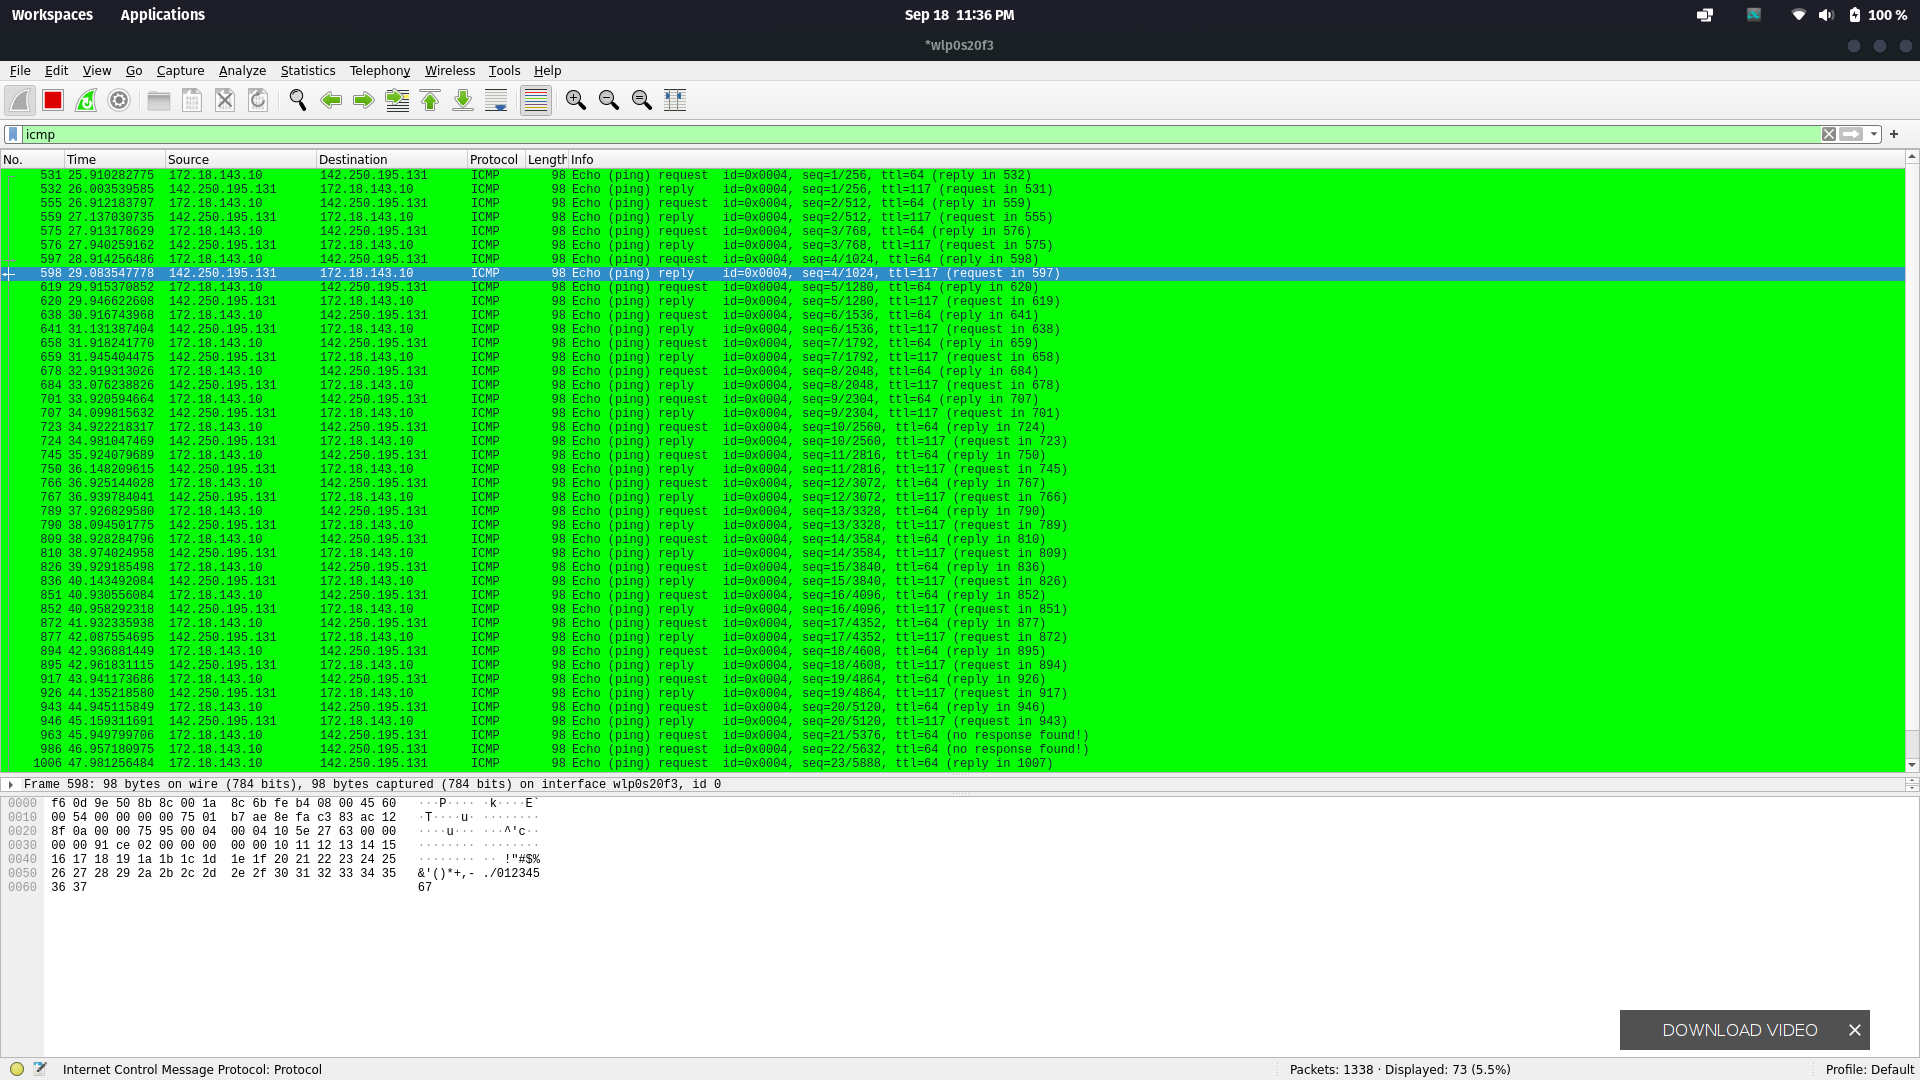 Workspaces Applications Sep 18 11:36 PM 100 %
*wlp0s20f3
File Edit View Go Capture Analyze Statistics Telephony Wireless Tools Help
icmp
No. Time Source Destination Protocol Length Info
531 25.910282775 172.18.143.10 142.250.195.131 ICMP 98 Echo (ping) request id=0x0004, seq=1/256, ttl=64 (reply in 532)
532 26.003539585 142.250.195.131 172.18.143.10 ICMP 98 Echo (ping) reply id=0x0004, seq=1/256, ttl=117 (request in 531)
555 26.912183797 172.18.143.10 142.250.195.131 ICMP 98 Echo (ping) request id=0x0004, seq=2/512, ttl=64 (reply in 559)
559 27.137030735 142.250.195.131 172.18.143.10 ICMP 98 Echo (ping) reply id=0x0004, seq=2/512, ttl=117 (request in 555)
575 27.913178629 172.18.143.10 142.250.195.131 ICMP 98 Echo (ping) request id=0x0004, seq=3/768, ttl=64 (reply in 576)
576 27.940259162 142.250.195.131 172.18.143.10 ICMP 98 Echo (ping) reply id=0x0004, seq=3/768, ttl=117 (request in 575)
597 28.914256486 172.18.143.10 142.250.195.131 ICMP 98 Echo (ping) request id=0x0004, seq=4/1024, ttl=64 (reply in 598)
598 29.083547778 142.250.195.131 172.18.143.10 ICMP 98 Echo (ping) reply id=0x0004, seq=4/1024, ttl=117 (request in 597)
619 29.915370852 172.18.143.10 142.250.195.131 ICMP 98 Echo (ping) request id=0x0004, seq=5/1280, ttl=64 (reply in 620)
620 29.946622608 142.250.195.131 172.18.143.10 ICMP 98 Echo (ping) reply id=0x0004, seq=5/1280, ttl=117 (request in 619)
638 30.916743968 172.18.143.10 142.250.195.131 ICMP 98 Echo (ping) request id=0x0004, seq=6/1536, ttl=64 (reply in 641)
641 31.131387404 142.250.195.131 172.18.143.10 ICMP 98 Echo (ping) reply id=0x0004, seq=6/1536, ttl=117 (request in 638)
658 31.918241770 172.18.143.10 142.250.195.131 ICMP 98 Echo (ping) request id=0x0004, seq=7/1792, ttl=64 (reply in 659)
659 31.945404475 142.250.195.131 172.18.143.10 ICMP 98 Echo (ping) reply id=0x0004, seq=7/1792, ttl=117 (request in 658)
678 32.919313026 172.18.143.10 142.250.195.131 ICMP 98 Echo (ping) request id=0x0004, seq=8/2048, ttl=64 (reply in 684)
684 33.076238826 142.250.195.131 172.18.143.10 ICMP 98 Echo (ping) reply id=0x0004, seq=8/2048, ttl=117 (request in 678)
701 33.920594664 172.18.143.10 142.250.195.131 ICMP 98 Echo (ping) request id=0x0004, seq=9/2304, ttl=64 (reply in 707)
707 34.099815632 142.250.195.131 172.18.143.10 ICMP 98 Echo (ping) reply id=0x0004, seq=9/2304, ttl=117 (request in 701)
723 34.922218317 172.18.143.10 142.250.195.131 ICMP 98 Echo (ping) request id=0x0004, seq=10/2560, ttl=64 (reply in 724)
724 34.981047469 142.250.195.131 172.18.143.10 ICMP 98 Echo (ping) reply id=0x0004, seq=10/2560, ttl=117 (request in 723)
745 35.924079689 172.18.143.10 142.250.195.131 ICMP 98 Echo (ping) request id=0x0004, seq=11/2816, ttl=64 (reply in 750)
750 36.148209615 142.250.195.131 172.18.143.10 ICMP 98 Echo (ping) reply id=0x0004, seq=11/2816, ttl=117 (request in 745)
766 36.925144028 172.18.143.10 142.250.195.131 ICMP 98 Echo (ping) request id=0x0004, seq=12/3072, ttl=64 (reply in 767)
767 36.939784041 142.250.195.131 172.18.143.10 ICMP 98 Echo (ping) reply id=0x0004, seq=12/3072, ttl=117 (request in 766)
789 37.926829580 172.18.143.10 142.250.195.131 ICMP 98 Echo (ping) request id=0x0004, seq=13/3328, ttl=64 (reply in 790)
790 38.094501775 142.250.195.131 172.18.143.10 ICMP 98 Echo (ping) reply id=0x0004, seq=13/3328, ttl=117 (request in 789)
809 38.928284796 172.18.143.10 142.250.195.131 ICMP 98 Echo (ping) request id=0x0004, seq=14/3584, ttl=64 (reply in 810)
810 38.974024958 142.250.195.131 172.18.143.10 ICMP 98 Echo (ping) reply id=0x0004, seq=14/3584, ttl=117 (request in 809)
826 39.929185498 172.18.143.10 142.250.195.131 ICMP 98 Echo (ping) request id=0x0004, seq=15/3840, ttl=64 (reply in 836)
836 40.143492084 142.250.195.131 172.18.143.10 ICMP 98 Echo (ping) reply id=0x0004, seq=15/3840, ttl=117 (request in 826)
851 40.930556084 172.18.143.10 142.250.195.131 ICMP 98 Echo (ping) request id=0x0004, seq=16/4096, ttl=64 (reply in 852)
852 40.958292318 142.250.195.131 172.18.143.10 ICMP 98 Echo (ping) reply id=0x0004, seq=16/4096, ttl=117 (request in 851)
872 41.932335938 172.18.143.10 142.250.195.131 ICMP 98 Echo (ping) request id=0x0004, seq=17/4352, ttl=64 (reply in 877)
877 42.087554695 142.250.195.131 172.18.143.10 ICMP 98 Echo (ping) reply id=0x0004, seq=17/4352, ttl=117 (request in 872)
894 42.936881449 172.18.143.10 142.250.195.131 ICMP 98 Echo (ping) request id=0x0004, seq=18/4608, ttl=64 (reply in 895)
895 42.961831115 142.250.195.131 172.18.143.10 ICMP 98 Echo (ping) reply id=0x0004, seq=18/4608, ttl=117 (request in 894)
917 43.941173686 172.18.143.10 142.250.195.131 ICMP 98 Echo (ping) request id=0x0004, seq=19/4864, ttl=64 (reply in 926)
926 44.135218580 142.250.195.131 172.18.143.10 ICMP 98 Echo (ping) reply id=0x0004, seq=19/4864, ttl=117 (request in 917)
943 44.945115849 172.18.143.10 142.250.195.131 ICMP 98 Echo (ping) request id=0x0004, seq=20/5120, ttl=64 (reply in 946)
946 45.159311691 142.250.195.131 172.18.143.10 ICMP 98 Echo (ping) reply id=0x0004, seq=20/5120, ttl=117 (request in 943)
963 45.949799706 172.18.143.10 142.250.195.131 ICMP 98 Echo (ping) request id=0x0004, seq=21/5376, ttl=64 (no response found!)
986 46.957180975 172.18.143.10 142.250.195.131 ICMP 98 Echo (ping) request id=0x0004, seq=22/5632, ttl=64 (no response found!)
1006 47.981256484 172.18.143.10 142.250.195.131 ICMP 98 Echo (ping) request id=0x0004, seq=23/5888, ttl=64 (reply in 1007)
Frame 598: 98 bytes on wire (784 bits), 98 bytes captured (784 bits) on interface wlp0s20f3, id 0
0000 f6 0d 9e 50 8b 8c 00 1a 8c 6b fe b4 08 00 45 60 ···P···· ·k····E`
0010 00 54 00 00 00 00 75 01 b7 ae 8e fa c3 83 ac 12 ·T····u· ········
0020 8f 0a 00 00 75 95 00 04 00 04 10 5e 27 63 00 00 ····u··· ···^'c··
0030 00 00 91 ce 02 00 00 00 00 00 10 11 12 13 14 15 ········ ········
0040 16 17 18 19 1a 1b 1c 1d 1e 1f 20 21 22 23 24 25 ········ ·· !"#$%
0050 26 27 28 29 2a 2b 2c 2d 2e 2f 30 31 32 33 34 35 &'()*+,- ./012345
0060 36 37 67
DOWNLOAD VIDEO
Internet Control Message Protocol: Protocol Packets: 1338 · Displayed: 73 (5.5%) Profile: Default